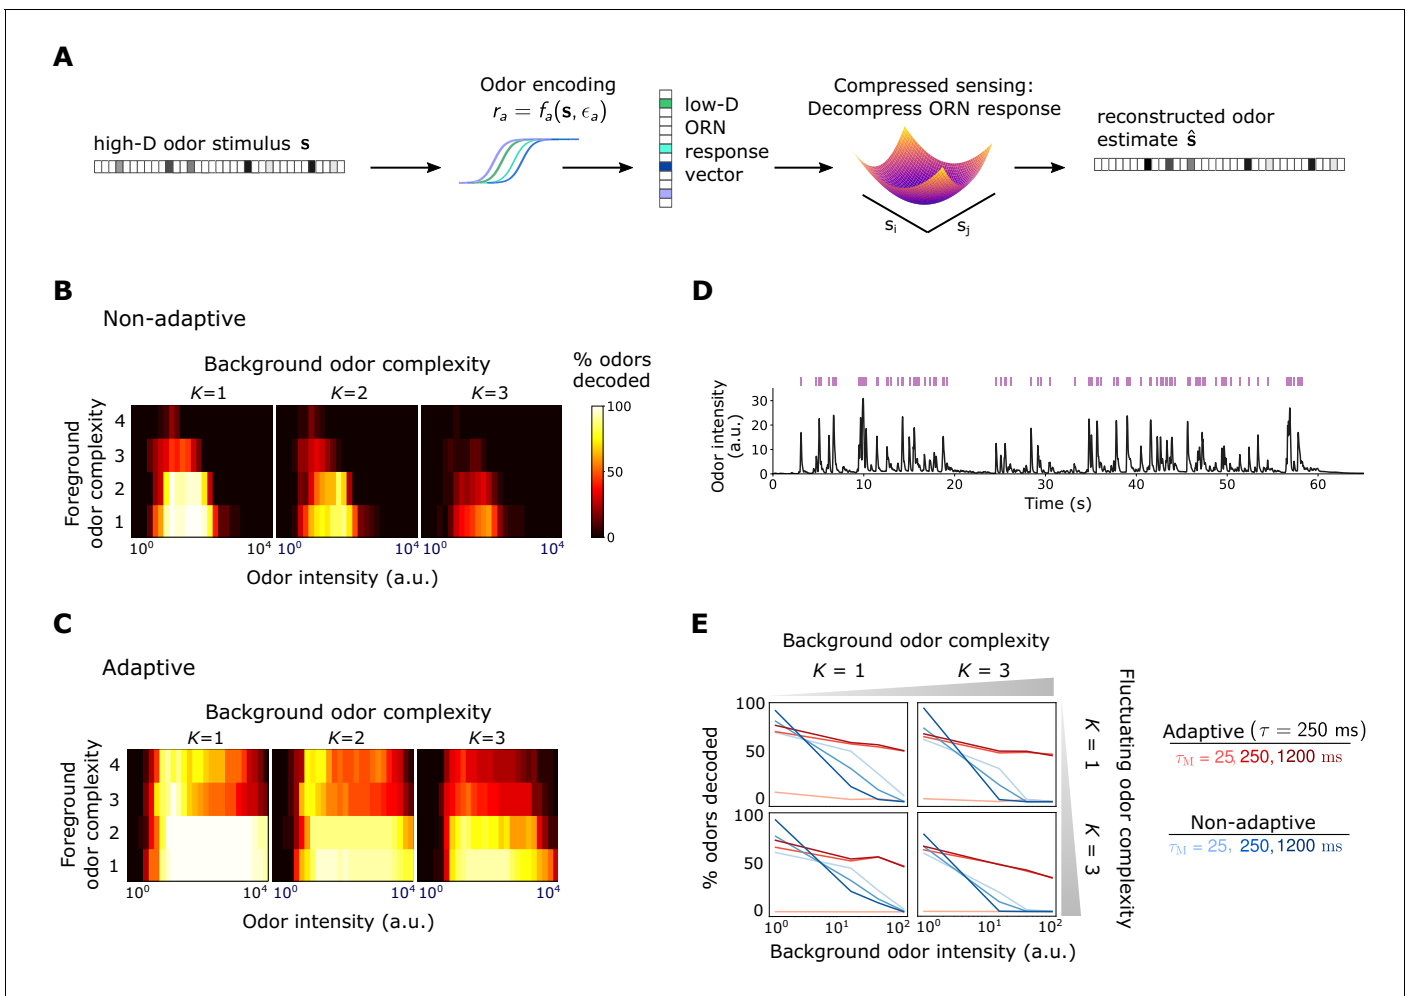 A
Odor encoding
r_a = f_a(s, ϵ_a)
high-D odor stimulus s
low-D
ORN
response
vector
Compressed sensing:
Decompress ORN response
s_i
s_j
reconstructed odor
estimate ŝ
B
Non-adaptive
Background odor complexity
% odors
decoded
K=1
K=2
K=3
100
50
0
Foreground
odor complexity
4
3
2
1
10^0
10^4
10^0
10^4
10^0
10^4
Odor intensity (a.u.)
C
Adaptive
Background odor complexity
K=1
K=2
K=3
Foreground
odor complexity
4
3
2
1
10^0
10^4
10^0
10^4
10^0
10^4
Odor intensity (a.u.)
D
Odor intensity
(a.u.)
30
20
10
0
0
10
20
30
40
50
60
Time (s)
E
Background odor complexity
K = 1
K = 3
% odors decoded
100
50
0
100
50
0
10^0
10^1
10^2
10^0
10^1
10^2
Background odor intensity (a.u.)
Fluctuating odor complexity
K = 1
K = 3
Adaptive (τ = 250 ms)
τ_M = 25, 250, 1200 ms
Non-adaptive
τ_M = 25, 250, 1200 ms